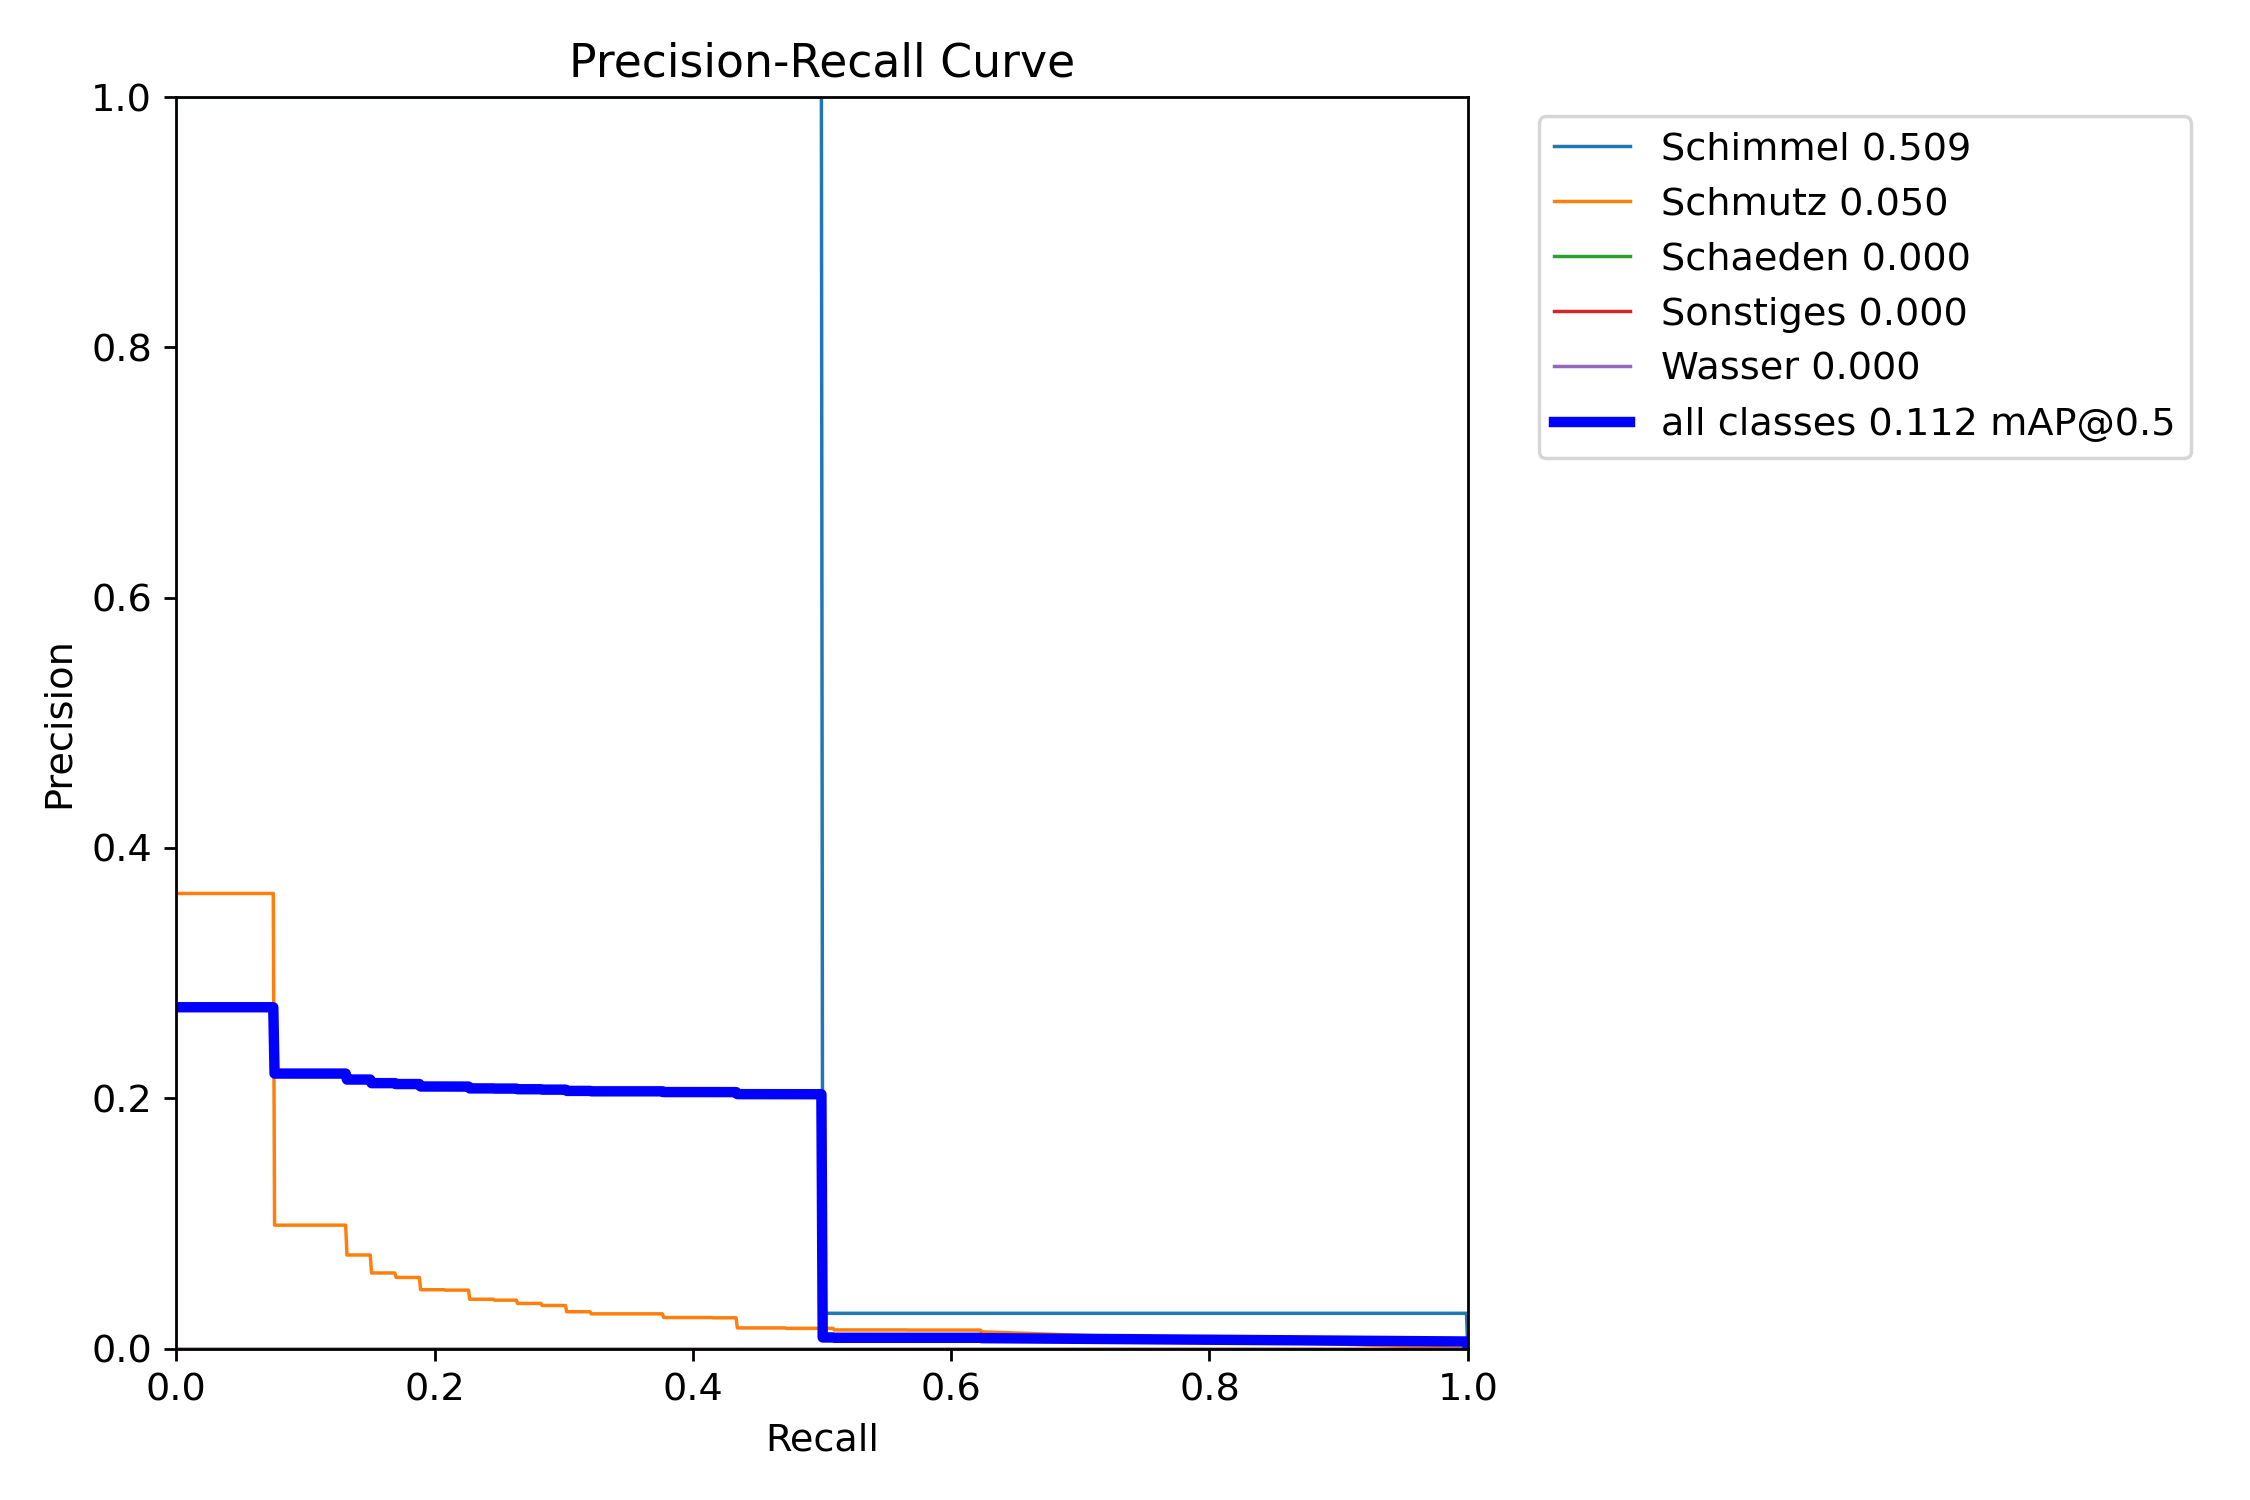 Precision-Recall Curve
1.0
0.8
0.6
0.4
0.2
0.0
Precision
0.0 0.2 0.4 0.6 0.8 1.0
Recall
Schimmel 0.509
Schmutz 0.050
Schaeden 0.000
Sonstiges 0.000
Wasser 0.000
all classes 0.112 mAP@0.5